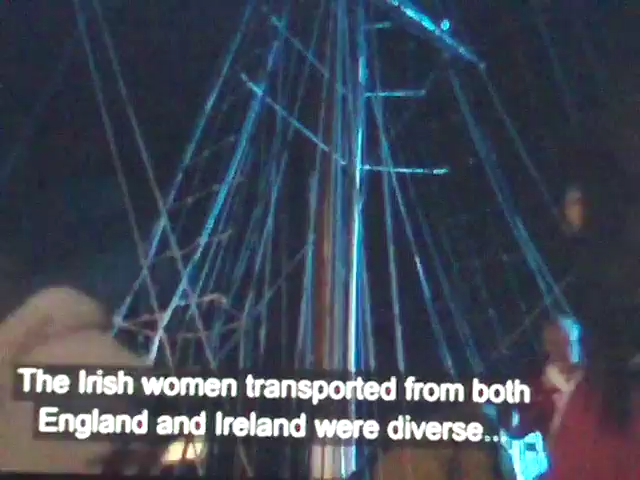 The Irish women transported from both
England and Ireland were diverse...